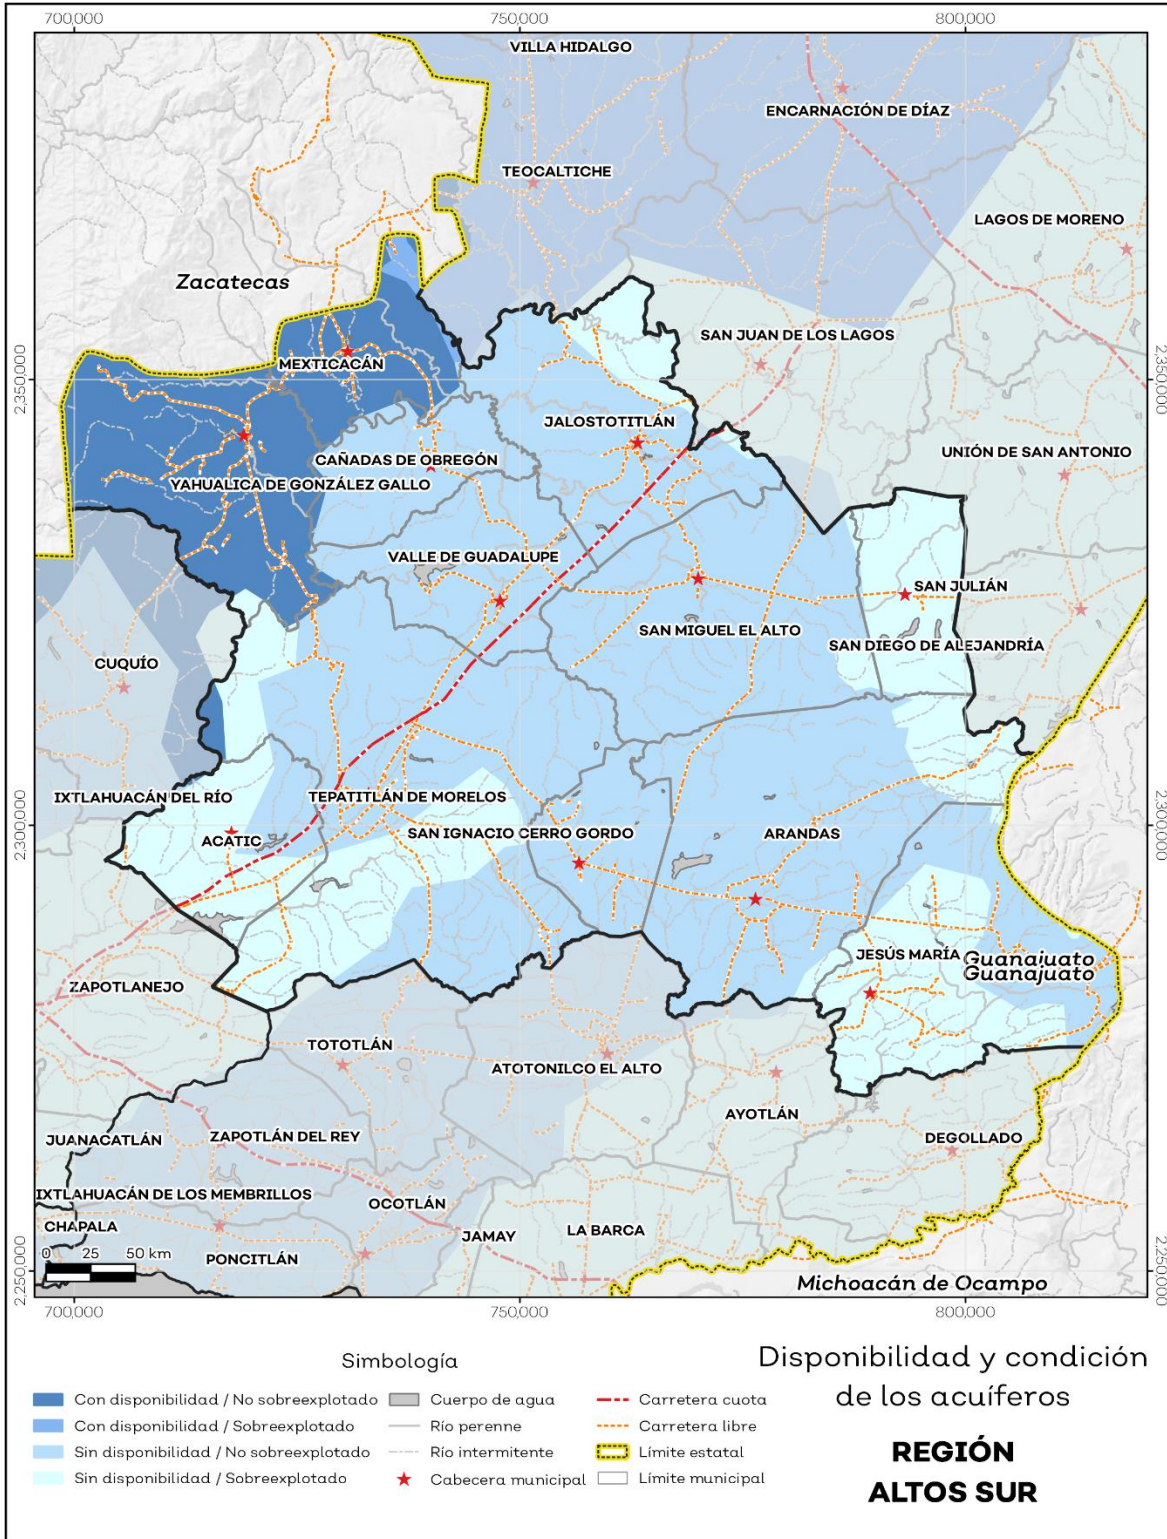 700,000
750,000
800,000
VILLA HIDALGO
ENCARNACIÓN DE DÍAZ
TEOCALTICHE
LAGOS DE MORENO
Zacatecas
SAN JUAN DE LOS LAGOS
MEXTICACÁN
2,350,000
2,350,000
JALOSTOTITLÁN
CAÑADAS DE OBREGÓN
UNIÓN DE SAN ANTONIO
YAHUALICA DE GONZÁLEZ GALLO
VALLE DE GUADALUPE
SAN JULIÁN
SAN MIGUEL EL ALTO
SAN DIEGO DE ALEJANDRÍA
CUQUÍO
IXTLAHUACÁN DEL RÍO
TEPATITLÁN DE MORELOS
2,300,000
2,300,000
ACATIC
SAN IGNACIO CERRO GORDO
ARANDAS
JESÚS MARÍA
Guanajuato
Guanajuato
ZAPOTLANEJO
TOTOTLÁN
ATOTONILCO EL ALTO
AYOTLÁN
JUANACATLÁN
ZAPOTLÁN DEL REY
DEGOLLADO
IXTLAHUACÁN DE LOS MEMBRILLOS
OCOTLÁN
CHAPALA
JAMAY
LA BARCA
PONCITLÁN
0 25 50 km
2,250,000
2,250,000
Michoacán de Ocampo
700,000
750,000
800,000
Simbología
Con disponibilidad / No sobreexplotado
Con disponibilidad / Sobreexplotado
Sin disponibilidad / No sobreexplotado
Sin disponibilidad / Sobreexplotado
Cuerpo de agua
Río perenne
Río intermitente
Cabecera municipal
Carretera cuota
Carretera libre
Límite estatal
Límite municipal
Disponibilidad y condición
de los acuíferos
REGIÓN
ALTOS SUR